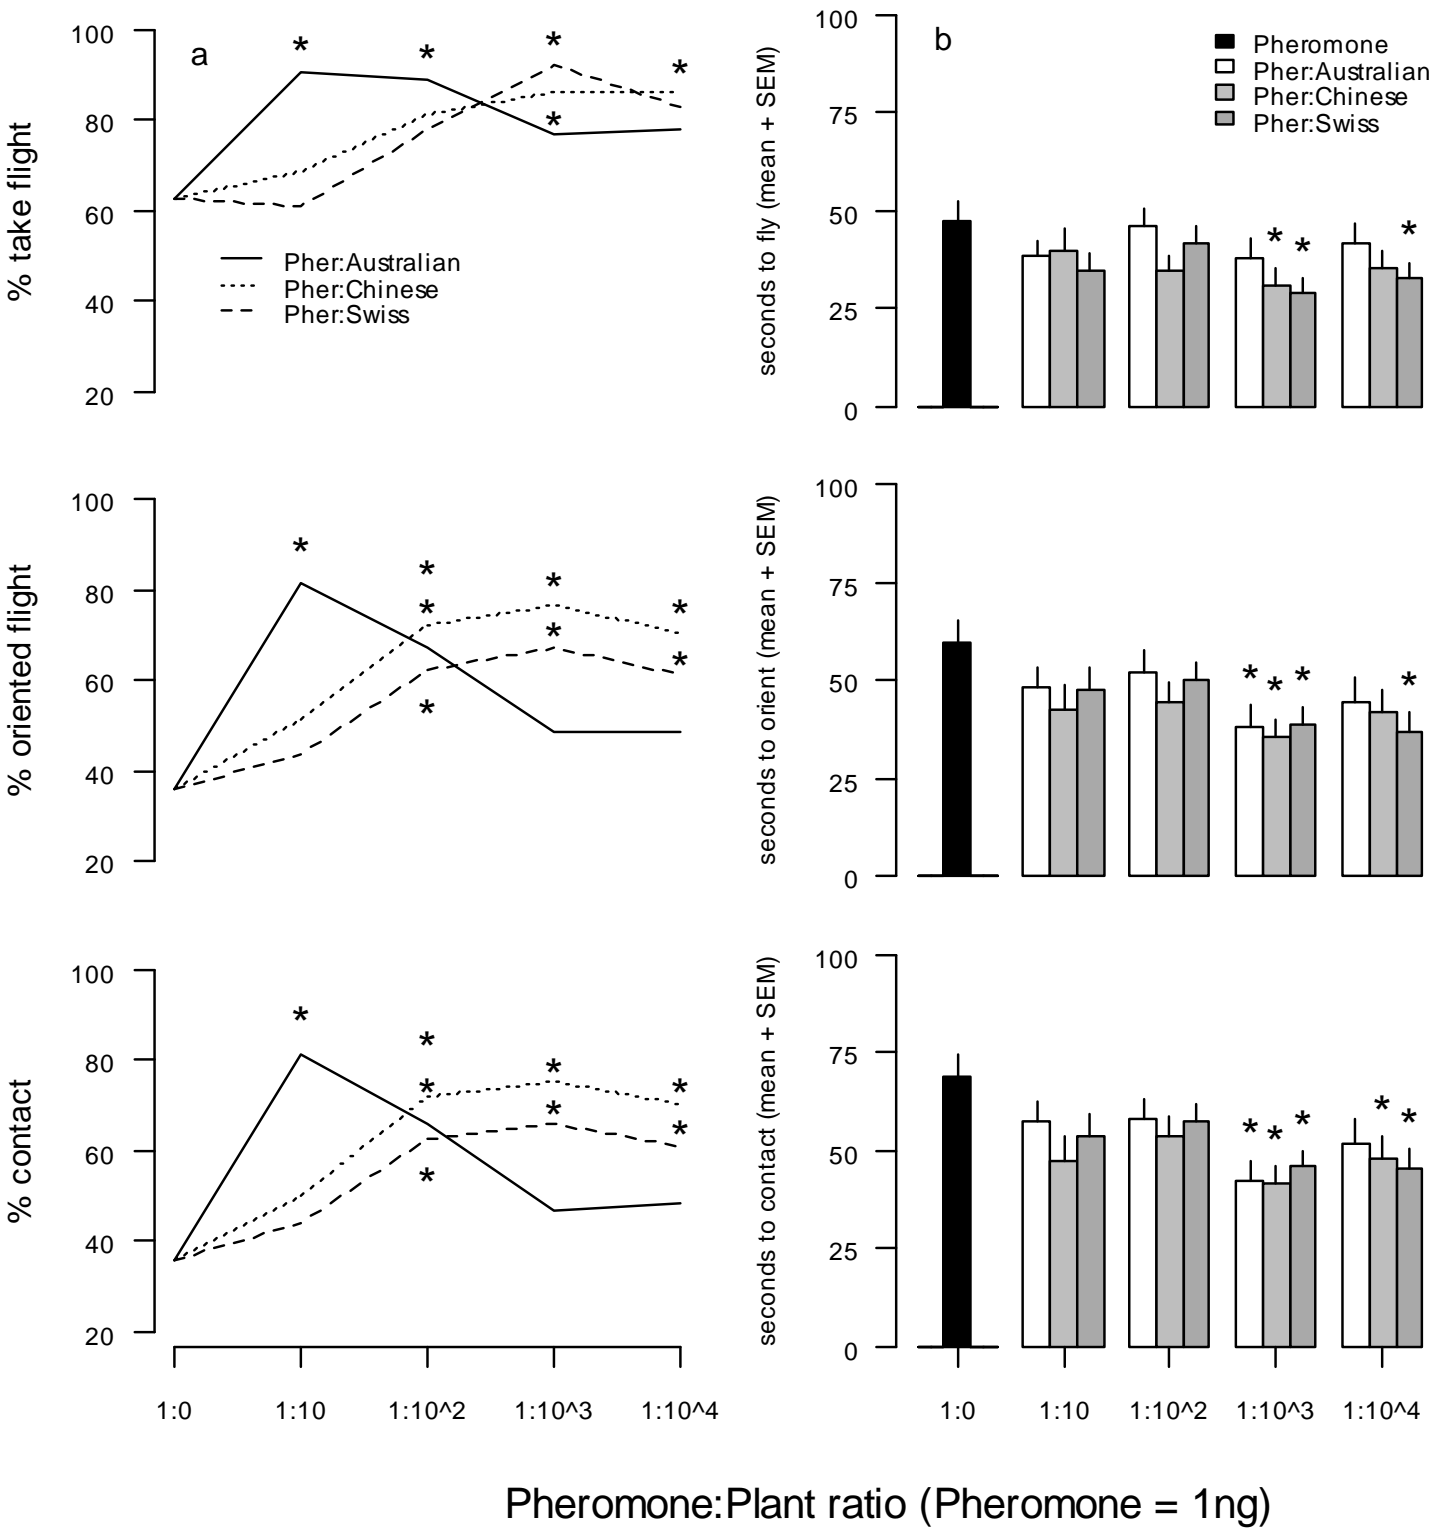 a
% take flight
100
80
60
40
20
* * * *
*
Pher:Australian
Pher:Chinese
Pher:Swiss
b
seconds to fly (mean + SEM)
100
75
50
25
0
Pheromone
Pher:Australian
Pher:Chinese
Pher:Swiss
* * *
% oriented flight
100
80
60
40
20
* * * *
* * *
*
seconds to orient (mean + SEM)
100
75
50
25
0
* * * *
% contact
100
80
60
40
20
* * * *
* * *
*
1:0 1:10 1:10^2 1:10^3 1:10^4
seconds to contact (mean + SEM)
100
75
50
25
0
* * * * *
1:0 1:10 1:10^2 1:10^3 1:10^4
Pheromone:Plant ratio (Pheromone = 1ng)